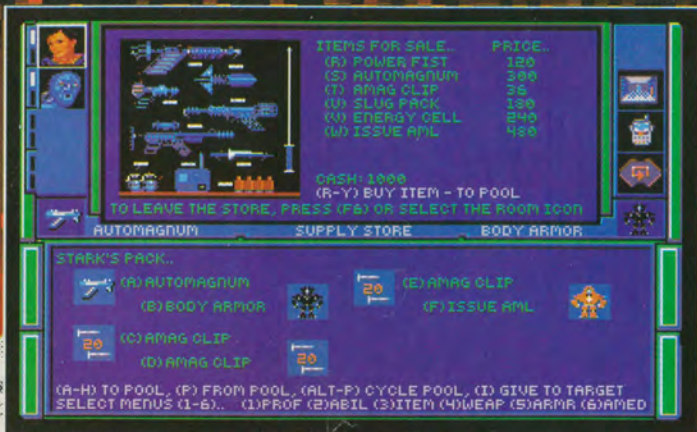 ITEMS FOR SALE.. PRICE..
(R) POWER FIST 120
(S) AUTOMAGNUM 300
(T) AMAG CLIP 36
(U) SLUG PACK 180
(V) ENERGY CELL 240
(W) ISSUE AML 480
CASH: 1000
(R-Y) BUY ITEM - TO POOL
TO LEAVE THE STORE, PRESS (F6) OR SELECT THE ROOM ICON
AUTOMAGNUM SUPPLY STORE BODY ARMOR
STARK'S PACK..
(A) AUTOMAGNUM
(B) BODY ARMOR
20 (C) AMAG CLIP
(D) AMAG CLIP 20
20 (E) AMAG CLIP
(F) ISSUE AML
(A-H) TO POOL, (P) FROM POOL, (ALT-P) CYCLE POOL, (I) GIVE TO TARGET
SELECT MENUS (1-6).. (1)PROF (2)ABIL (3)ITEM (4)WEAP (5)ARMR (6)AMED